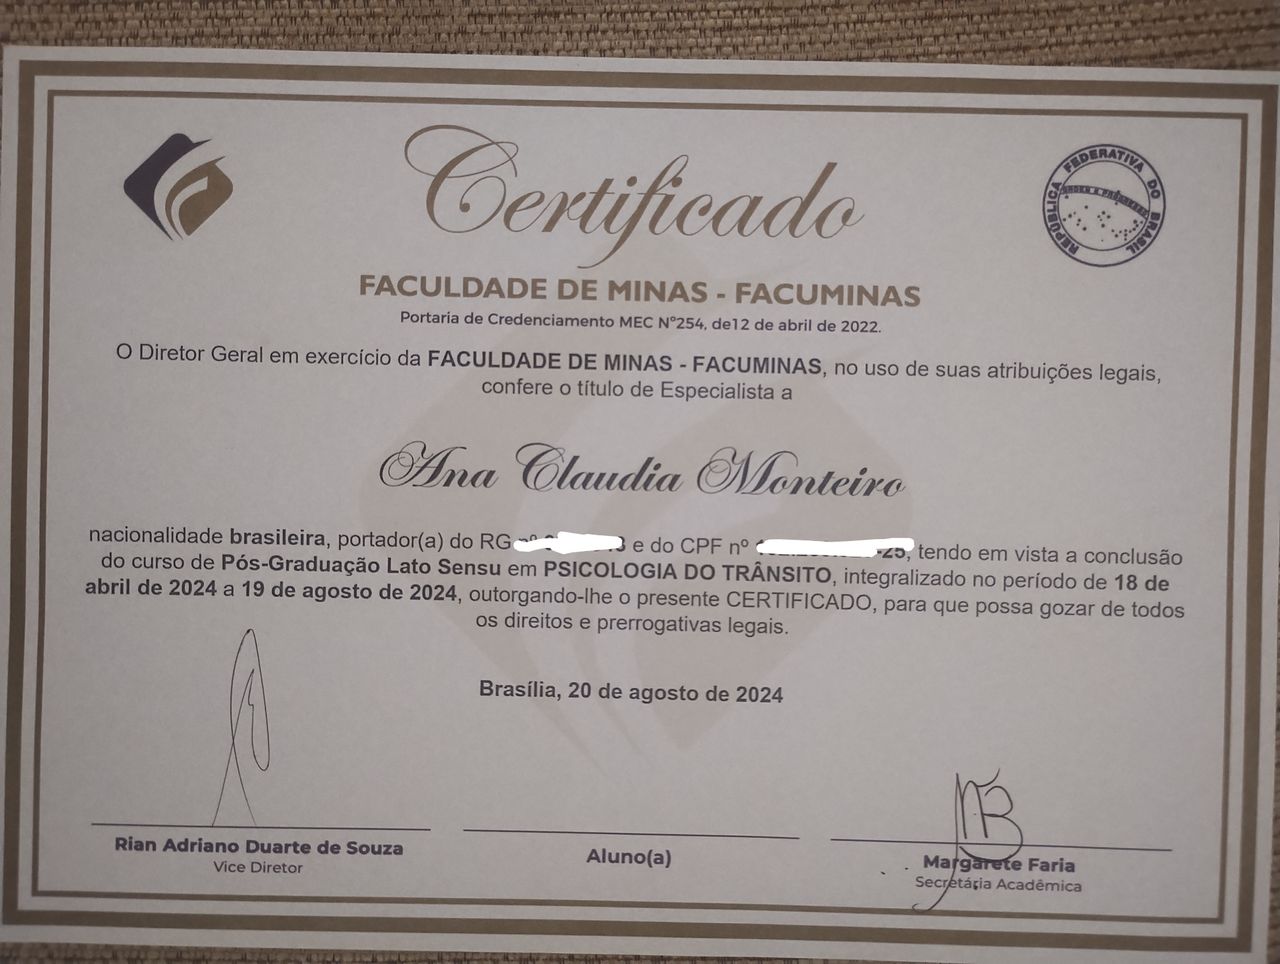 Certificado
REPÚBLICA FEDERATIVA DO BRASIL
ORDEM E PROGRESSO
FACULDADE DE MINAS - FACUMINAS
Portaria de Credenciamento MEC Nº254, de12 de abril de 2022.
O Diretor Geral em exercício da FACULDADE DE MINAS - FACUMINAS, no uso de suas atribuições legais,
confere o título de Especialista a
Ana Claudia Monteiro
nacionalidade brasileira, portador(a) do RG e do CPF nº -25, tendo em vista a conclusão
do curso de Pós-Graduação Lato Sensu em PSICOLOGIA DO TRÂNSITO, integralizado no período de 18 de
abril de 2024 a 19 de agosto de 2024, outorgando-lhe o presente CERTIFICADO, para que possa gozar de todos
os direitos e prerrogativas legais.
Brasília, 20 de agosto de 2024
Rian Adriano Duarte de Souza
Vice Diretor
Aluno(a)
Margarete Faria
Secretária Acadêmica